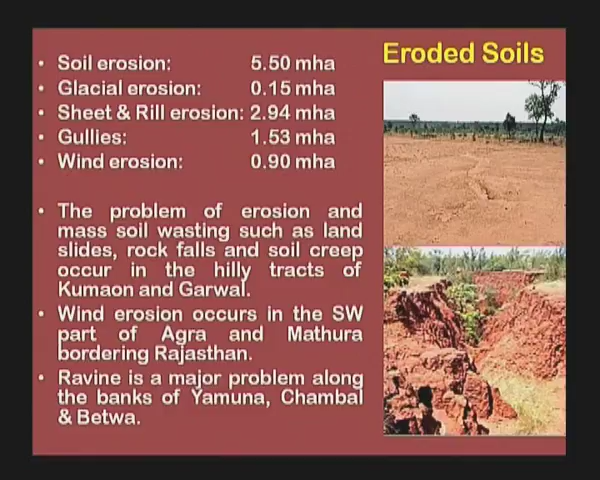 Eroded Soils
• Soil erosion: 5.50 mha
• Glacial erosion: 0.15 mha
• Sheet & Rill erosion: 2.94 mha
• Gullies: 1.53 mha
• Wind erosion: 0.90 mha
• The problem of erosion and
mass soil wasting such as land
slides, rock falls and soil creep
occur in the hilly tracts of
Kumaon and Garwal.
• Wind erosion occurs in the SW
part of Agra and Mathura
bordering Rajasthan.
• Ravine is a major problem along
the banks of Yamuna, Chambal
& Betwa.